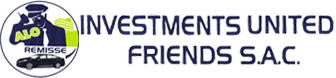 ALO
REMISSE
INVESTMENTS UNITED
FRIENDS S.A.C.